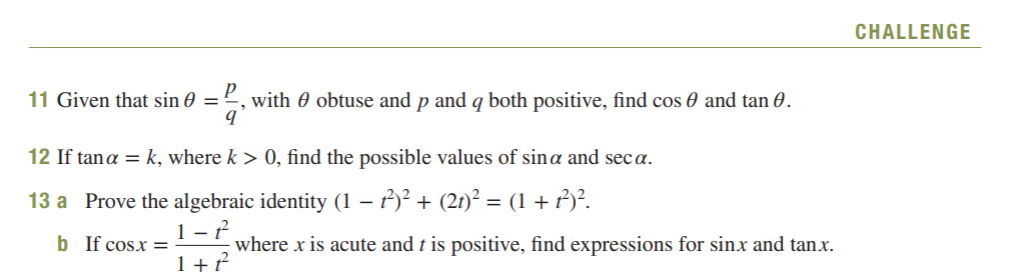 CHALLENGE
11 Given that sin θ = p/q, with θ obtuse and p and q both positive, find cos θ and tan θ.
12 If tan α = k, where k > 0, find the possible values of sin α and sec α.
13 a Prove the algebraic identity (1 − t²)² + (2t)² = (1 + t²)².
b If cos x = (1 − t²)/(1 + t²) where x is acute and t is positive, find expressions for sin x and tan x.